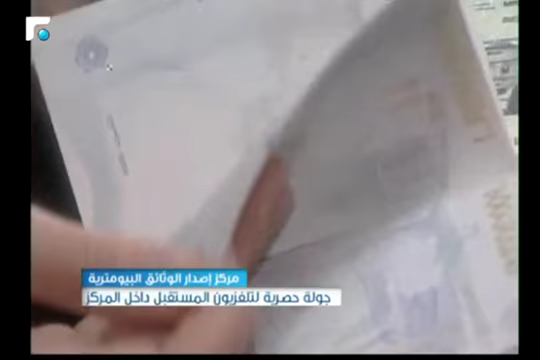 مركز إصدار الوثائق البيومترية
جولة حصرية لتلفزيون المستقبل داخل المركز